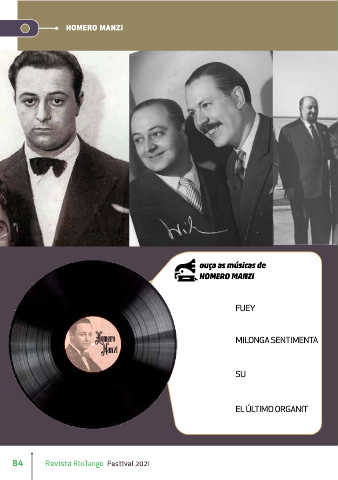 HOMERO MANZI
ouça as músicas de
HOMERO MANZI
FUEY
MILONGA SENTIMENTA
SU
EL ÚLTIMO ORGANIT
Homero
Manzi
84 Revista RioTango Festival 2021